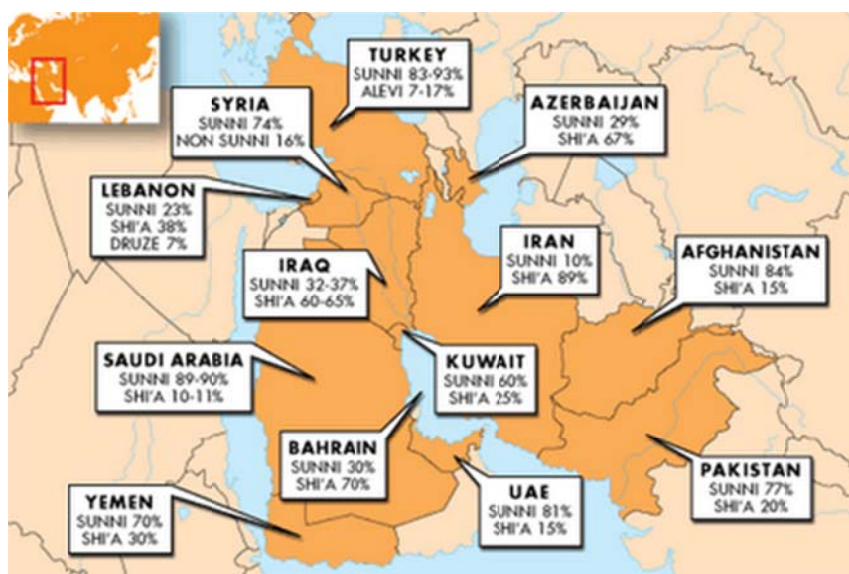 TURKEY
SUNNI 83-93%
ALEVI 7-17%
SYRIA
SUNNI 74%
NON SUNNI 16%
AZERBAIJAN
SUNNI 29%
SHI'A 67%
LEBANON
SUNNI 23%
SHI'A 38%
DRUZE 7%
IRAQ
SUNNI 32-37%
SHI'A 60-65%
IRAN
SUNNI 10%
SHI'A 89%
AFGHANISTAN
SUNNI 84%
SHI'A 15%
SAUDI ARABIA
SUNNI 89-90%
SHI'A 10-11%
KUWAIT
SUNNI 60%
SHI'A 25%
BAHRAIN
SUNNI 30%
SHI'A 70%
UAE
SUNNI 81%
SHI'A 15%
PAKISTAN
SUNNI 77%
SHI'A 20%
YEMEN
SUNNI 70%
SHI'A 30%